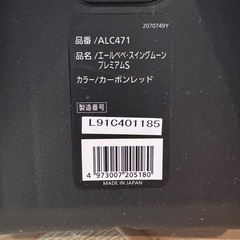 2070749Y
品番 /ALC471
品名 /エールベベ・スイングムーン
プレミアムS
カラー/カーボンレッド
製造番号
L91C401185
4 973007 205180
MADE IN JAPAN